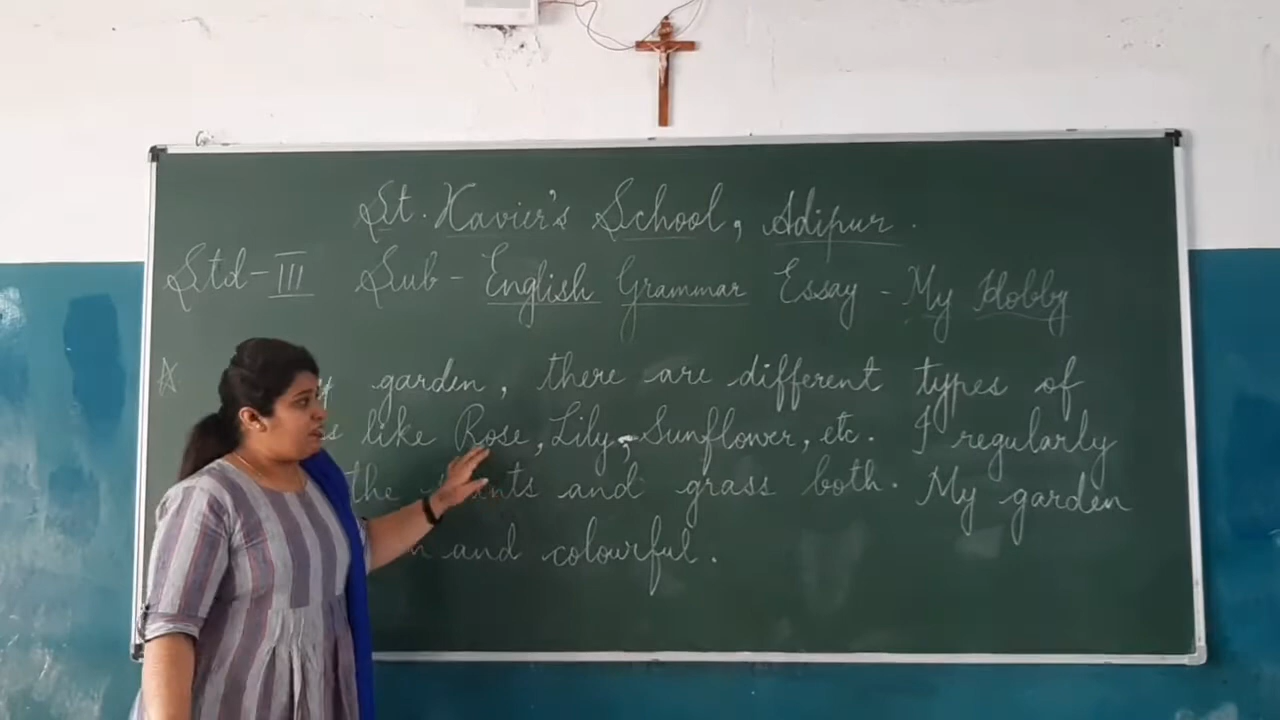 St. Xavier's School, Adipur.
Std-III Sub - English Grammar Essay - My Hobby
garden, there are different types of
like Rose, Lily, Sunflower, etc. I regularly
the and grass both. My garden
and colourful.